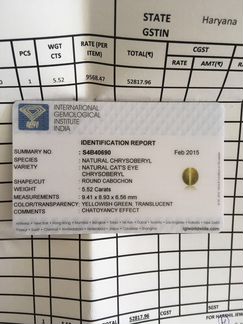 STATE Haryana
GSTIN
PCS WGT CTS RATE (PER ITEM) TOTAL(₹) CGST
RATE AMT(₹)
5.52 9568.47 52817.96
INTERNATIONAL
GEMOLOGICAL
INSTITUTE
INDIA
IGI
IDENTIFICATION REPORT
SUMMARY NO : S4B40690 Feb 2015
SPECIES : NATURAL CHRYSOBERYL
VARIETY : NATURAL CAT'S EYE
CHRYSOBERYL
SHAPE/CUT : ROUND CABOCHON
WEIGHT : 5.52 Carats
MEASUREMENTS : 9.41 x 8.93 x 6.56 mm
COLOR/TRANSPARENCY: YELLOWISH GREEN, TRANSLUCENT
COMMENTS : CHATOYANCY EFFECT
igiworldwide.com
52817.96